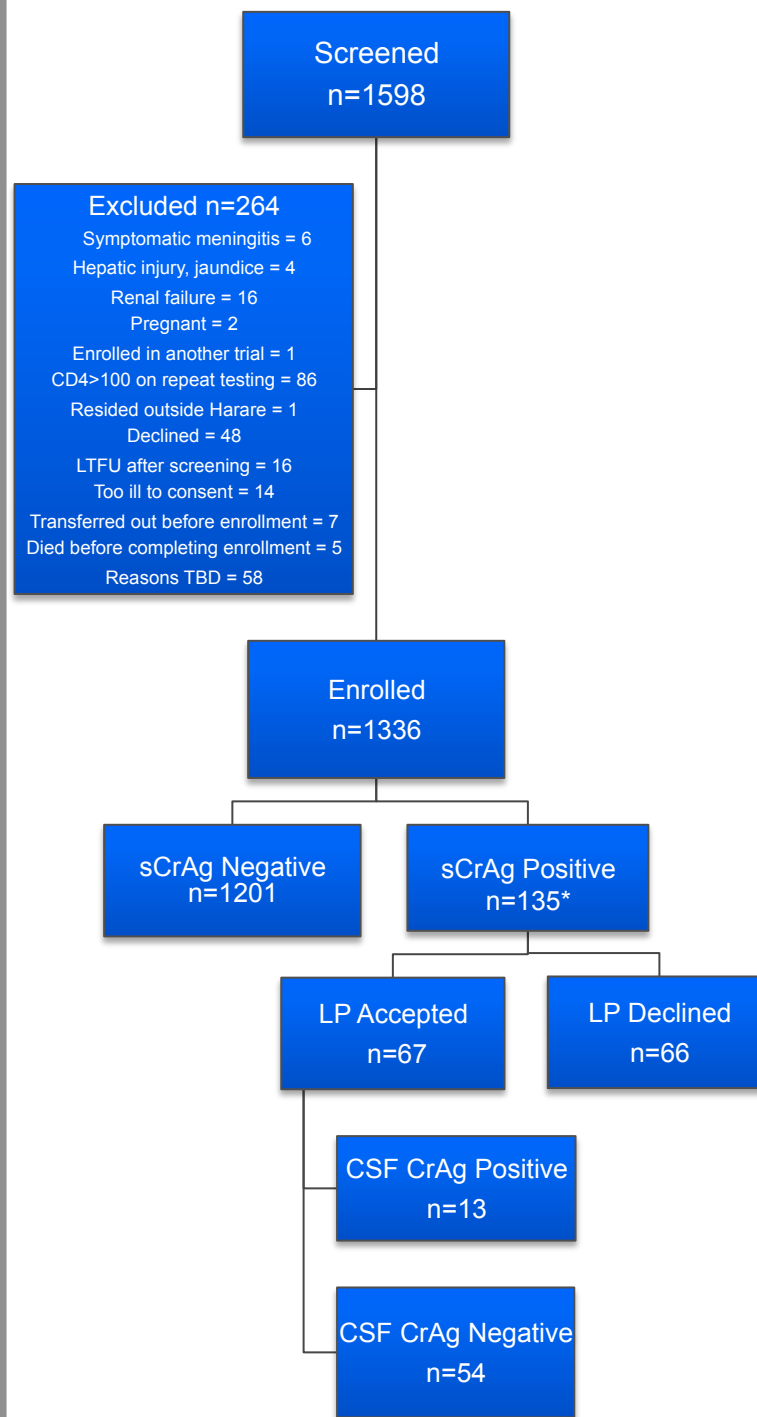 Screened
n=1598
Excluded n=264
Symptomatic meningitis = 6
Hepatic injury, jaundice = 4
Renal failure = 16
Pregnant = 2
Enrolled in another trial = 1
CD4>100 on repeat testing = 86
Resided outside Harare = 1
Declined = 48
LTFU after screening = 16
Too ill to consent = 14
Transferred out before enrollment = 7
Died before completing enrollment = 5
Reasons TBD = 58
Enrolled
n=1336
sCrAg Negative
n=1201
sCrAg Positive
n=135*
LP Accepted
n=67
LP Declined
n=66
CSF CrAg Positive
n=13
CSF CrAg Negative
n=54